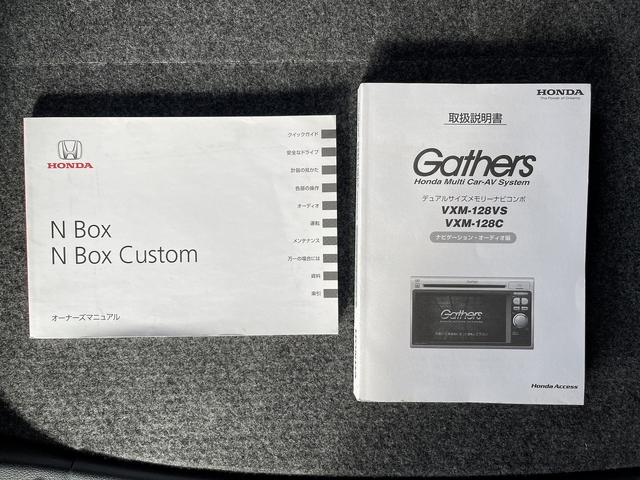 HONDA
N Box
N Box Custom
オーナーズマニュアル
クイックガイド
安全なドライブ
計器の見かた
各部の操作
オーディオ
運転
メンテナンス
万一の場合には
資料
索引
HONDA
The Power of Dreams
取扱説明書
Gathers
Honda Multi Car-AV System
デュアルサイズメモリーナビコンポ
VXM-128VS
VXM-128C
ナビゲーション・オーディオ編
Gathers
Honda Access